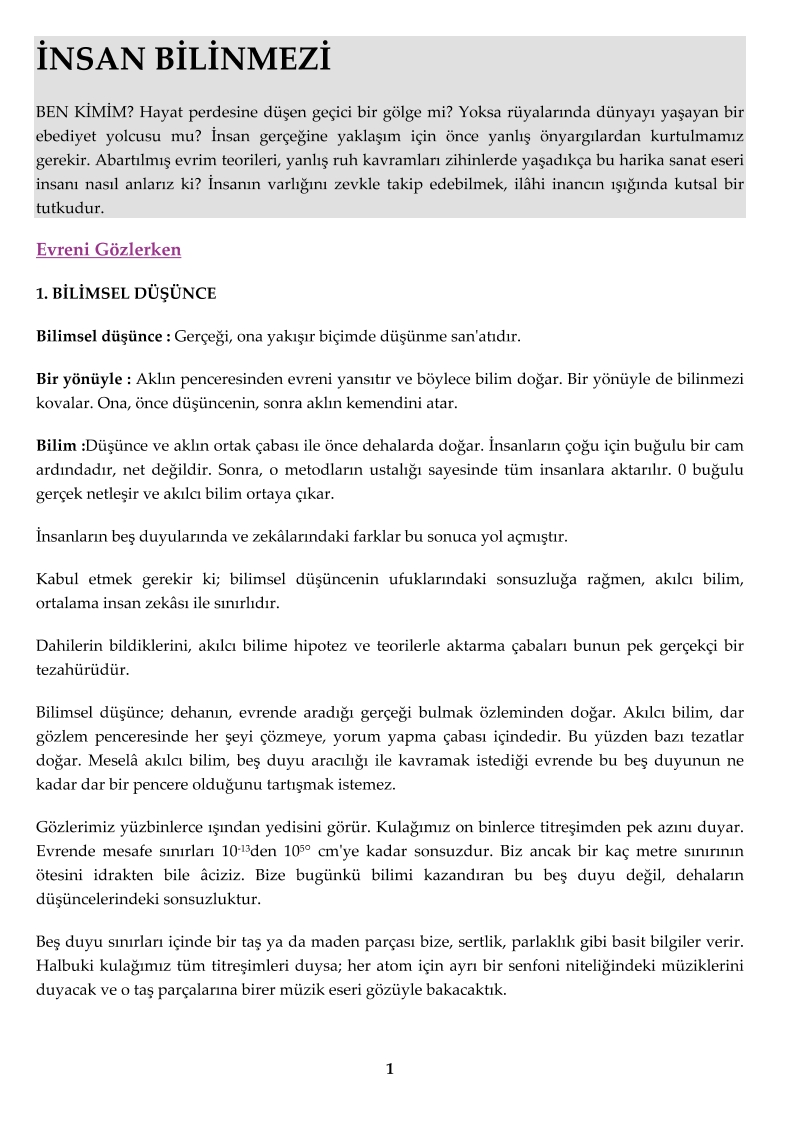 İNSAN BİLİNMEZİ
BEN KİMİM? Hayat perdesine düşen geçici bir gölge mi? Yoksa rüyalarında dünyayı yaşayan bir
ebediyet yolcusu mu? İnsan gerçeğine yaklaşım için önce yanlış önyargılardan kurtulmamız
gerekir. Abartılmış evrim teorileri, yanlış ruh kavramları zihinlerde yaşadıkça bu harika sanat eseri
insanı nasıl anlarız ki? İnsanın varlığını zevkle takip edebilmek, ilâhi inancın ışığında kutsal bir
tutkudur.
Evreni Gözlerken
1. BİLİMSEL DÜŞÜNCE
Bilimsel düşünce : Gerçeği, ona yakışır biçimde düşünme san'atıdır.
Bir yönüyle : Aklın penceresinden evreni yansıtır ve böylece bilim doğar. Bir yönüyle de bilinmezi
kovalar. Ona, önce düşüncenin, sonra aklın kemendini atar.
Bilim :Düşünce ve aklın ortak çabası ile önce dehalarda doğar. İnsanların çoğu için buğulu bir cam
ardındadır, net değildir. Sonra, o metodların ustalığı sayesinde tüm insanlara aktarılır. 0 buğulu
gerçek netleşir ve akılcı bilim ortaya çıkar.
İnsanların beş duyularında ve zekâlarındaki farklar bu sonuca yol açmıştır.
Kabul etmek gerekir ki; bilimsel düşüncenin ufuklarındaki sonsuzluğa rağmen, akılcı bilim,
ortalama insan zekâsı ile sınırlıdır.
Dahilerin bildiklerini, akılcı bilime hipotez ve teorilerle aktarma çabaları bunun pek gerçekçi bir
tezahürüdür.
Bilimsel düşünce; dehanın, evrende aradığı gerçeği bulmak özleminden doğar. Akılcı bilim, dar
gözlem penceresinde her şeyi çözmeye, yorum yapma çabası içindedir. Bu yüzden bazı tezatlar
doğar. Meselâ akılcı bilim, beş duyu aracılığı ile kavramak istediği evrende bu beş duyunun ne
kadar dar bir pencere olduğunu tartışmak istemez.
Gözlerimiz yüzbinlerce ışından yedisini görür. Kulağımız on binlerce titreşimden pek azını duyar.
Evrende mesafe sınırları 10⁻¹³den 10⁵° cm'ye kadar sonsuzdur. Biz ancak bir kaç metre sınırının
ötesini idrakten bile âciziz. Bize bugünkü bilimi kazandıran bu beş duyu değil, dehaların
düşüncelerindeki sonsuzluktur.
Beş duyu sınırları içinde bir taş ya da maden parçası bize, sertlik, parlaklık gibi basit bilgiler verir.
Halbuki kulağımız tüm titreşimleri duysa; her atom için ayrı bir senfoni niteliğindeki müziklerini
duyacak ve o taş parçalarına birer müzik eseri gözüyle bakacaktık.
1